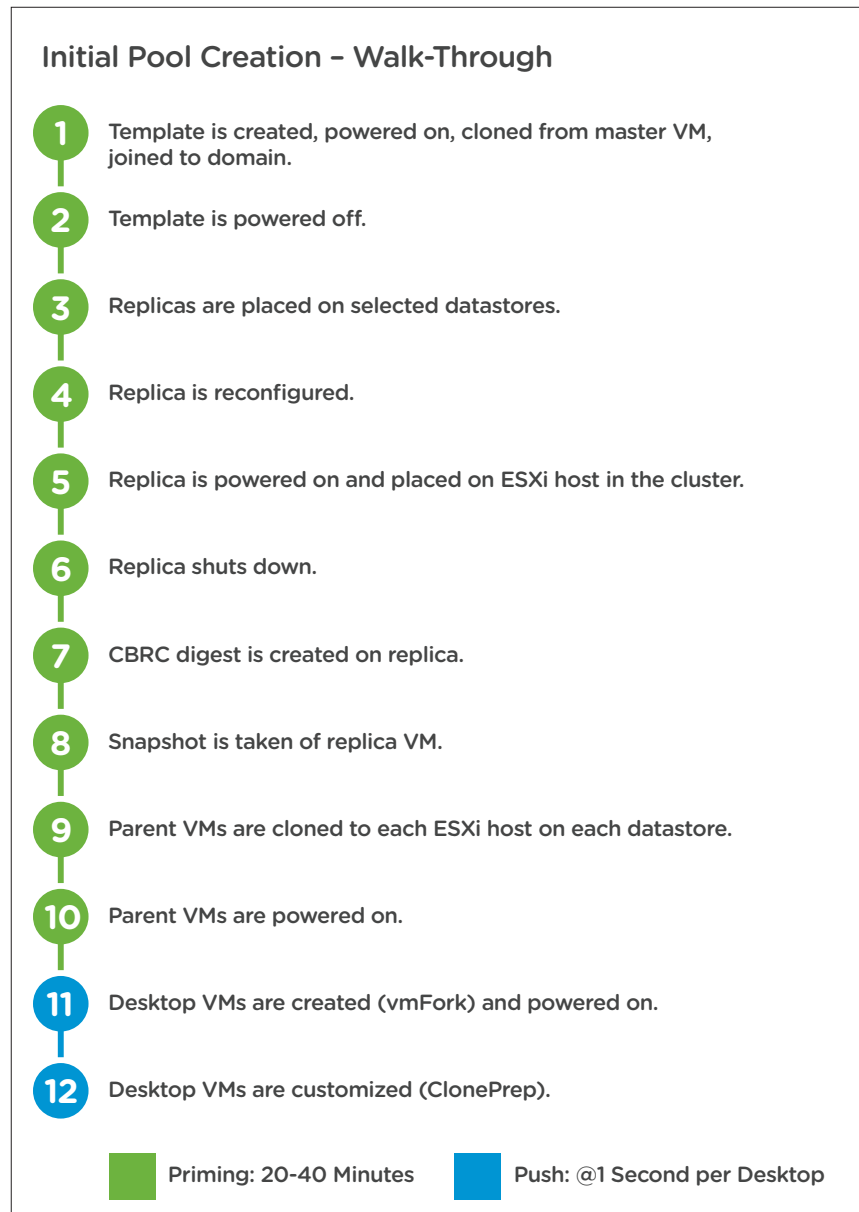 Initial Pool Creation – Walk-Through
1 Template is created, powered on, cloned from master VM,
joined to domain.
2 Template is powered off.
3 Replicas are placed on selected datastores.
4 Replica is reconfigured.
5 Replica is powered on and placed on ESXi host in the cluster.
6 Replica shuts down.
7 CBRC digest is created on replica.
8 Snapshot is taken of replica VM.
9 Parent VMs are cloned to each ESXi host on each datastore.
10 Parent VMs are powered on.
11 Desktop VMs are created (vmFork) and powered on.
12 Desktop VMs are customized (ClonePrep).
Priming: 20-40 Minutes Push: @1 Second per Desktop